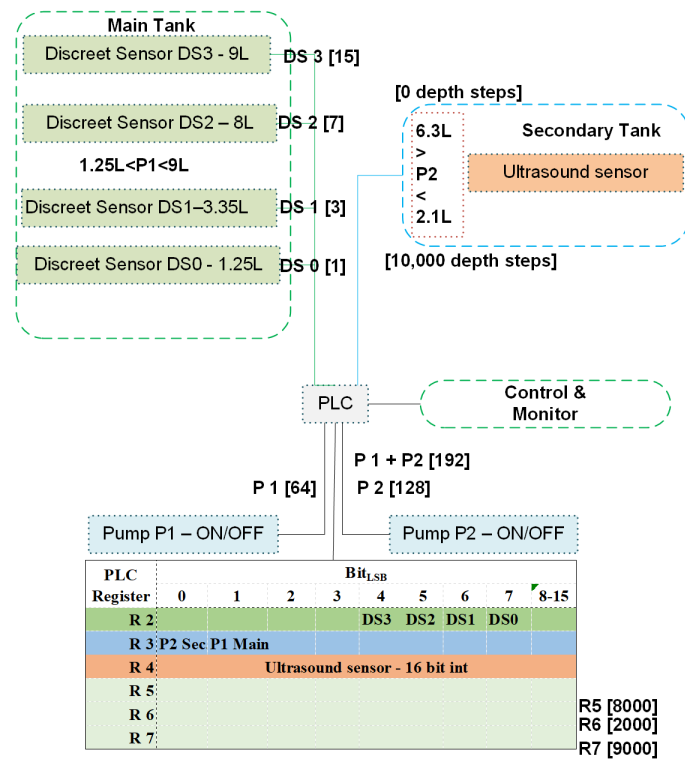 Main Tank
Discreet Sensor DS3 - 9L
DS 3 [15]
Discreet Sensor DS2 – 8L
DS 2 [7]
1.25L<P1<9L
Discreet Sensor DS1–3.35L
DS 1 [3]
Discreet Sensor DS0 - 1.25L
DS 0 [1]
[0 depth steps]
6.3L
>
P2
<
2.1L
Secondary Tank
Ultrasound sensor
[10,000 depth steps]
PLC
Control &
Monitor
P 1 + P2 [192]
P 1 [64]
P 2 [128]
Pump P1 – ON/OFF
Pump P2 – ON/OFF
PLC Bit LSB
Register 0 1 2 3 4 5 6 7 8-15
R 2 DS3 DS2 DS1 DS0
R 3 P2 Sec P1 Main
R 4 Ultrasound sensor - 16 bit int
R 5
R 6
R 7
R5 [8000]
R6 [2000]
R7 [9000]